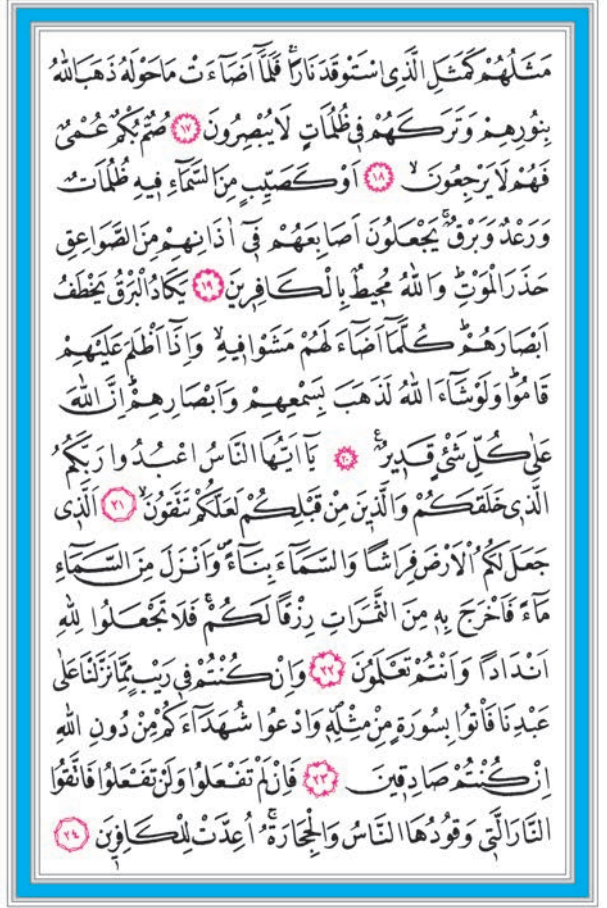 مَثَلُهُمْ كَمَثَلِ الَّذِى اسْتَوْقَدَ نَارًاۚ فَلَمَّٓا اَضَٓاءَتْ مَا حَوْلَهُ ذَهَبَ اللّٰهُ
بِنُورِهِمْ وَتَرَكَهُمْ فِى ظُلُمَاتٍ لَا يُبْصِرُونَ ﴿١٧﴾ صُمٌّ بُكْمٌ عُمْىٌ
فَهُمْ لَا يَرْجِعُونَۙ ﴿١٨﴾ اَوْ كَصَيِّبٍ مِنَ السَّمَٓاءِ فِيهِ ظُلُمَاتٌ
وَرَعْدٌ وَبَرْقٌۚ يَجْعَلُونَ اَصَابِعَهُمْ فِٓى اٰذَانِهِمْ مِنَ الصَّوَاعِقِ
حَذَرَ الْمَوْتِۜ وَاللّٰهُ مُحِيطٌ بِالْكَافِرِينَ ﴿١٩﴾ يَكَادُ الْبَرْقُ يَخْطَفُ
اَبْصَارَهُمْۜ كُلَّمَٓا اَضَٓاءَ لَهُمْ مَشَوْا فِيهِۙ وَاِذَٓا اَظْلَمَ عَلَيْهِمْ
قَامُواۜ وَلَوْ شَٓاءَ اللّٰهُ لَذَهَبَ بِسَمْعِهِمْ وَاَبْصَارِهِمْۜ اِنَّ اللّٰهَ
عَلٰى كُلِّ شَىْءٍ قَدِيرٌ۟ ﴿٢٠﴾ يَٓا اَيُّهَا النَّاسُ اعْبُدُوا رَبَّكُمُ
الَّذِى خَلَقَكُمْ وَالَّذِينَ مِنْ قَبْلِكُمْ لَعَلَّكُمْ تَتَّقُونَۙ ﴿٢١﴾ اَلَّذِى
جَعَلَ لَكُمُ الْاَرْضَ فِرَاشًا وَالسَّمَٓاءَ بِنَٓاءًۖ وَاَنْزَلَ مِنَ السَّمَٓاءِ
مَٓاءً فَاَخْرَجَ بِهِ مِنَ الثَّمَرَاتِ رِزْقًا لَكُمْۚ فَلَا تَجْعَلُوا لِلّٰهِ
اَنْدَادًا وَاَنْتُمْ تَعْلَمُونَ ﴿٢٢﴾ وَاِنْ كُنْتُمْ فِى رَيْبٍ مِمَّا نَزَّلْنَا عَلٰى
عَبْدِنَا فَأْتُوا بِسُورَةٍ مِنْ مِثْلِهِۖ وَادْعُوا شُهَدَٓاءَكُمْ مِنْ دُونِ اللّٰهِ
اِنْ كُنْتُمْ صَادِقِينَ ﴿٢٣﴾ فَاِنْ لَمْ تَفْعَلُوا وَلَنْ تَفْعَلُوا فَاتَّقُوا
النَّارَ الَّتِى وَقُودُهَا النَّاسُ وَالْحِجَارَةُۚ اُعِدَّتْ لِلْكَافِرِينَ ﴿٢٤﴾